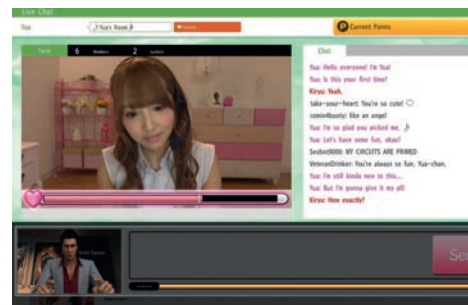 Live Chat
Yua
Yua's Room
Current Points
Total 6 Members 2 Lurkers
Chat
Yua: Hello everyone! I'm Yua!
Yua: Is this your first time?
Kiryu: Yeah.
take-your-heart: You're so cute! ♡
comin4booty: like an angel
Yua: I'm so glad you picked me. ♪
Yua: Let's have some fun, okay?
Sexbot9000: MY CIRCUITS ARE PRIMED
VeteranDrinker: You're always so fun, Yua-chan.
Yua: I'm still kinda new to this...
Yua: But I'm gonna give it my all!
Kiryu: How exactly?